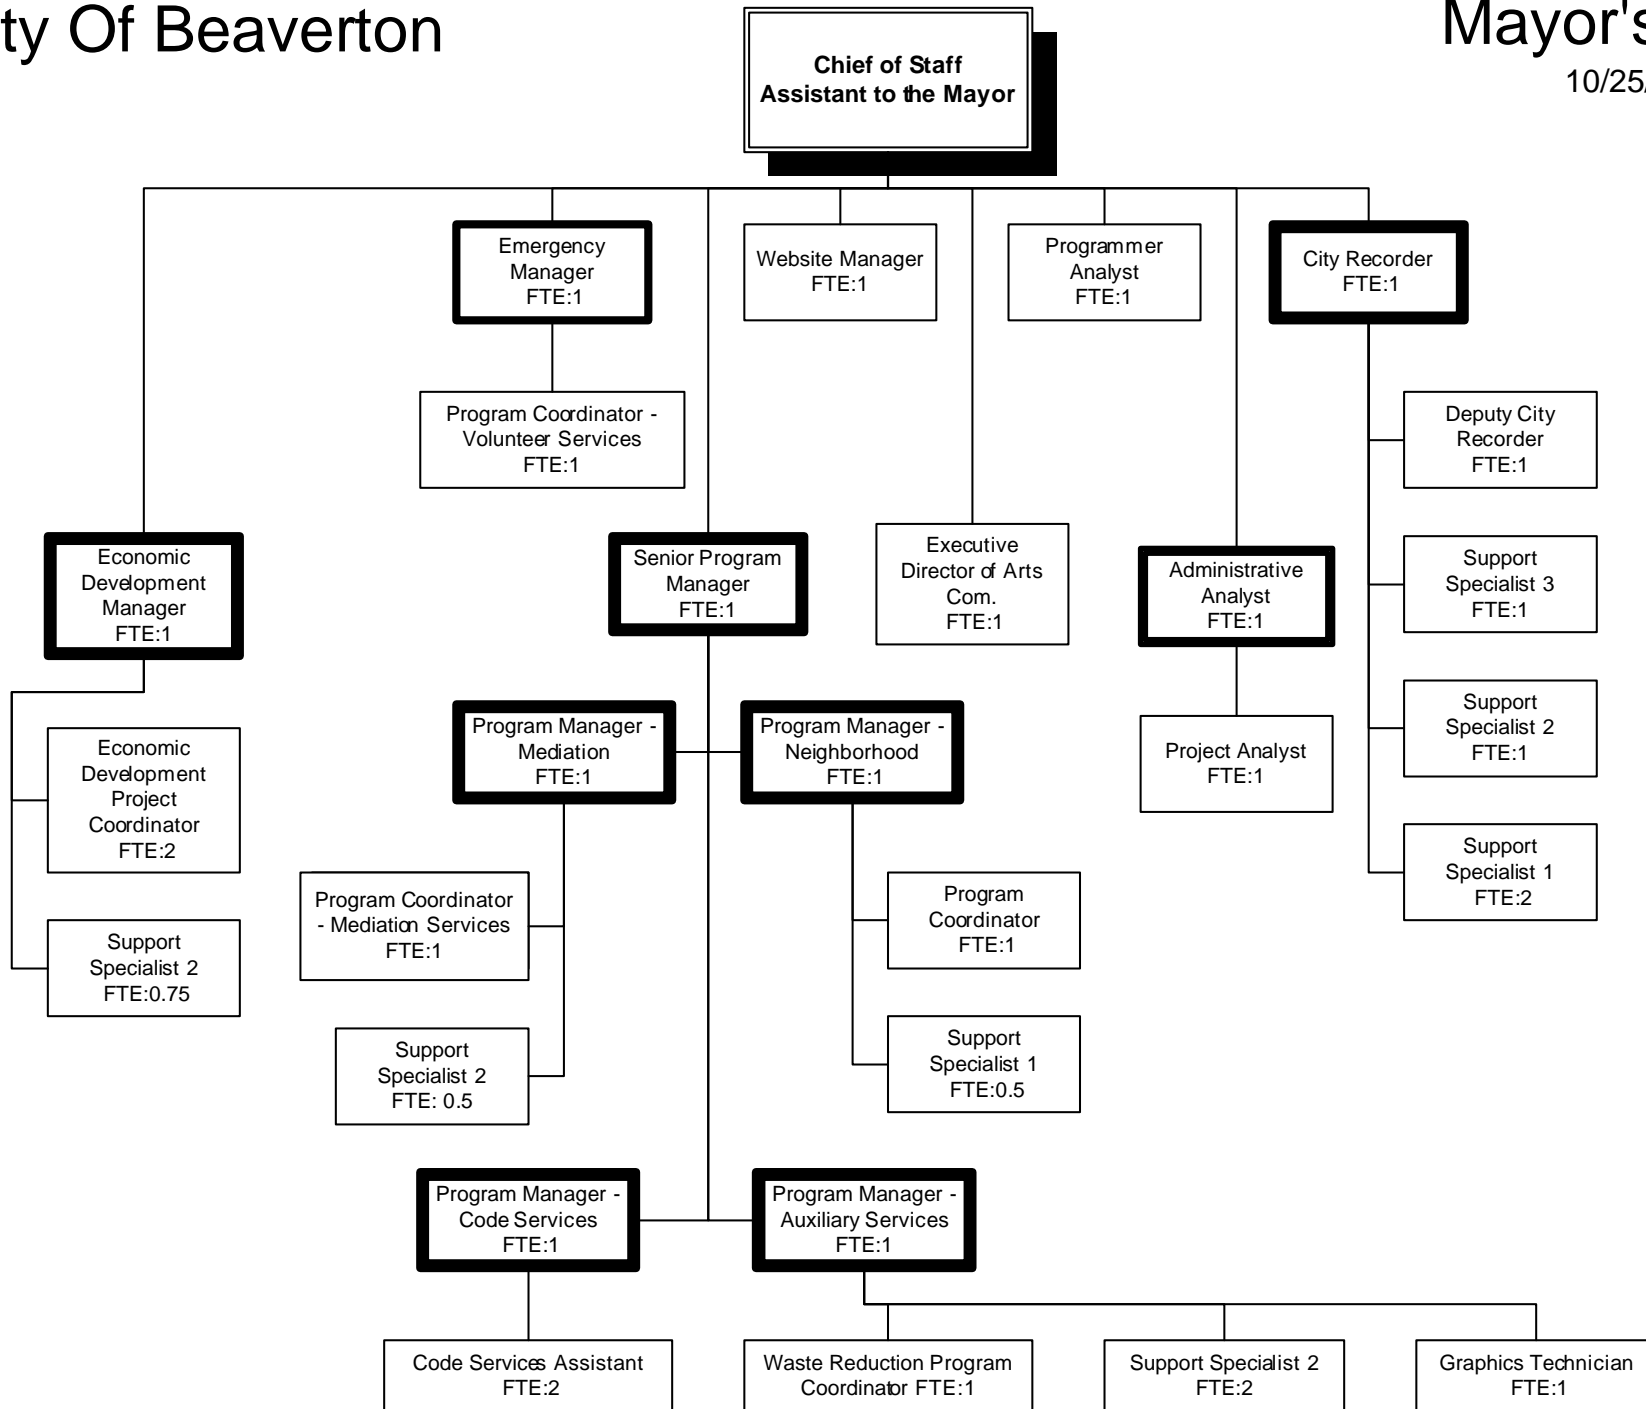 ty Of Beaverton
Mayor's
10/25/
Chief of Staff
Assistant to the Mayor
Emergency
Manager
FTE:1
Website Manager
FTE:1
Programmer
Analyst
FTE:1
City Recorder
FTE:1
Program Coordinator -
Volunteer Services
FTE:1
Deputy City
Recorder
FTE:1
Economic
Development
Manager
FTE:1
Senior Program
Manager
FTE:1
Executive
Director of Arts
Com.
FTE:1
Administrative
Analyst
FTE:1
Support
Specialist 3
FTE:1
Program Manager -
Mediation
FTE:1
Program Manager -
Neighborhood
FTE:1
Project Analyst
FTE:1
Support
Specialist 2
FTE:1
Economic
Development
Project
Coordinator
FTE:2
Program Coordinator
- Mediation Services
FTE:1
Program
Coordinator
FTE:1
Support
Specialist 1
FTE:2
Support
Specialist 2
FTE:0.75
Support
Specialist 2
FTE: 0.5
Support
Specialist 1
FTE:0.5
Program Manager -
Code Services
FTE:1
Program Manager -
Auxiliary Services
FTE:1
Code Services Assistant
FTE:2
Waste Reduction Program
Coordinator FTE:1
Support Specialist 2
FTE:2
Graphics Technician
FTE:1